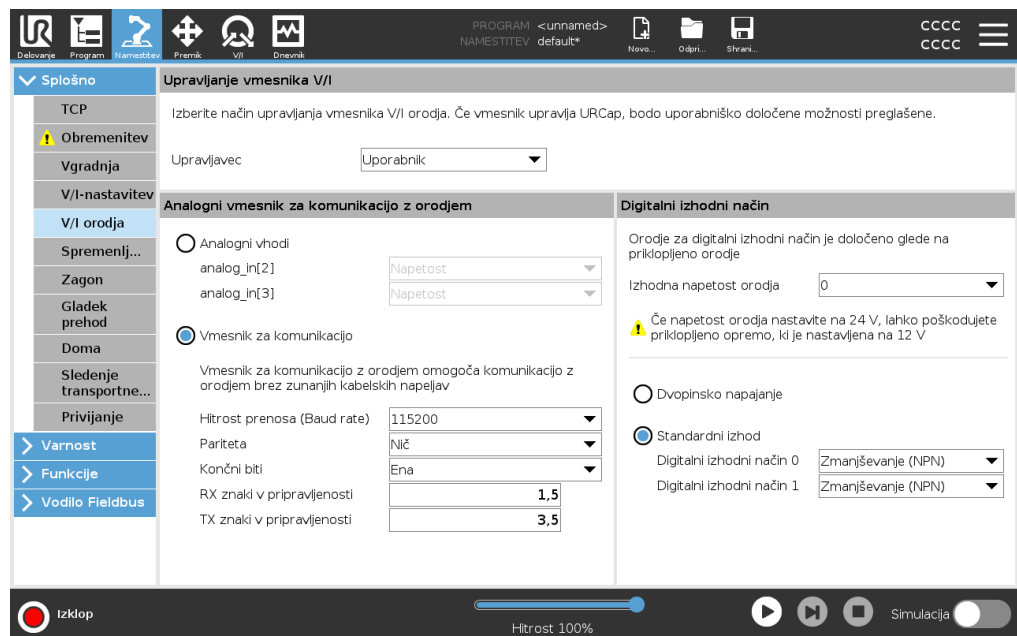 PROGRAM <unnamed>
NAMESTITEV default*
CCCC
CCCC
Delovanje Program Namestitev Premik V/I Dnevnik Novo... Odpri... Shrani...
Splošno
TCP
Obremenitev
Vgradnja
V/I-nastavitev
V/I orodja
Spremenlj...
Zagon
Gladek
prehod
Doma
Sledenje
transportne...
Privijanje
Varnost
Funkcije
Vodilo Fieldbus
Upravljanje vmesnika V/I
Izberite način upravljanja vmesnika V/I orodja. Če vmesnik upravlja URCap, bodo uporabniško določene možnosti preglašene.
Upravljavec Uporabnik
Analogni vmesnik za komunikacijo z orodjem
Analogni vhodi
analog_in[2] Napetost
analog_in[3] Napetost
Vmesnik za komunikacijo
Vmesnik za komunikacijo z orodjem omogoča komunikacijo z
orodjem brez zunanjih kabelskih napeljav
Hitrost prenosa (Baud rate) 115200
Pariteta Nič
Končni biti Ena
RX znaki v pripravljenosti 1,5
TX znaki v pripravljenosti 3,5
Digitalni izhodni način
Orodje za digitalni izhodni način je določeno glede na
priklopljeno orodje
Izhodna napetost orodja 0
Če napetost orodja nastavite na 24 V, lahko poškodujete
priklopljeno opremo, ki je nastavljena na 12 V
Dvopinsko napajanje
Standardni izhod
Digitalni izhodni način 0 Zmanjševanje (NPN)
Digitalni izhodni način 1 Zmanjševanje (NPN)
Izklop
Hitrost 100%
Simulacija